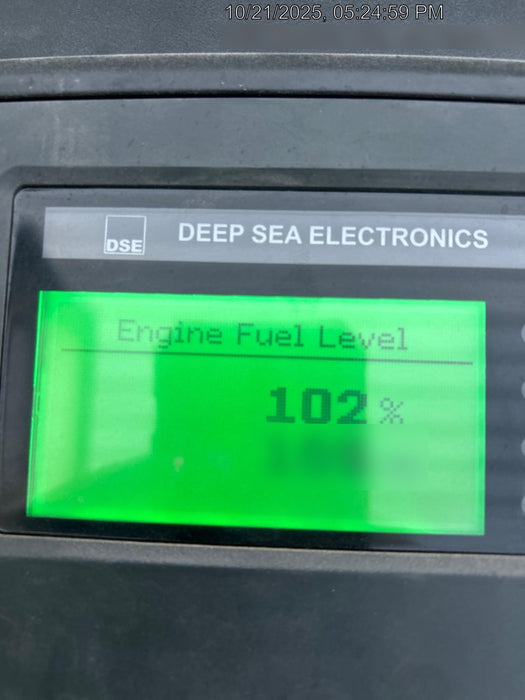 10/21/2025, 05:24:59 PM
DSE
DEEP SEA ELECTRONICS
Engine Fuel Level
102%